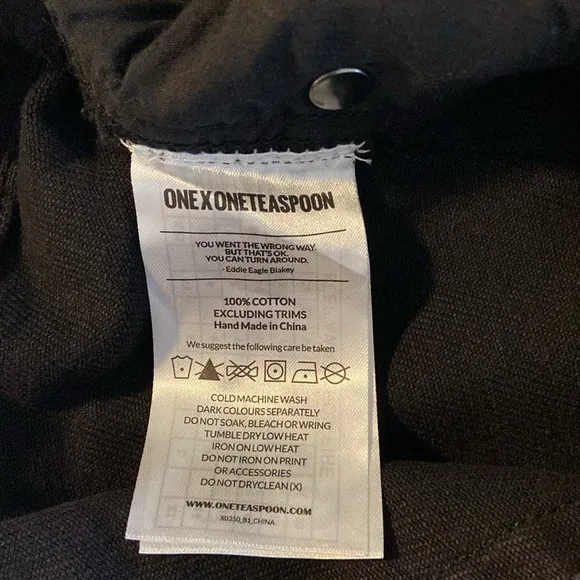 ONEXONETEASPOON
YOU WENT THE WRONG WAY.
BUT THAT'S OK.
YOU CAN TURN AROUND.
- Eddie Eagle Blakey
100% COTTON
EXCLUDING TRIMS
Hand Made in China
We suggest the following care be taken
COLD MACHINE WASH
DARK COLOURS SEPARATELY
DO NOT SOAK, BLEACH OR WRING
TUMBLE DRY LOW HEAT
IRON ON LOW HEAT
DO NOT IRON ON PRINT
OR ACCESSORIES
DO NOT DRYCLEAN (X)
WWW.ONETEASPOON.COM
X0350_B1_CHINA